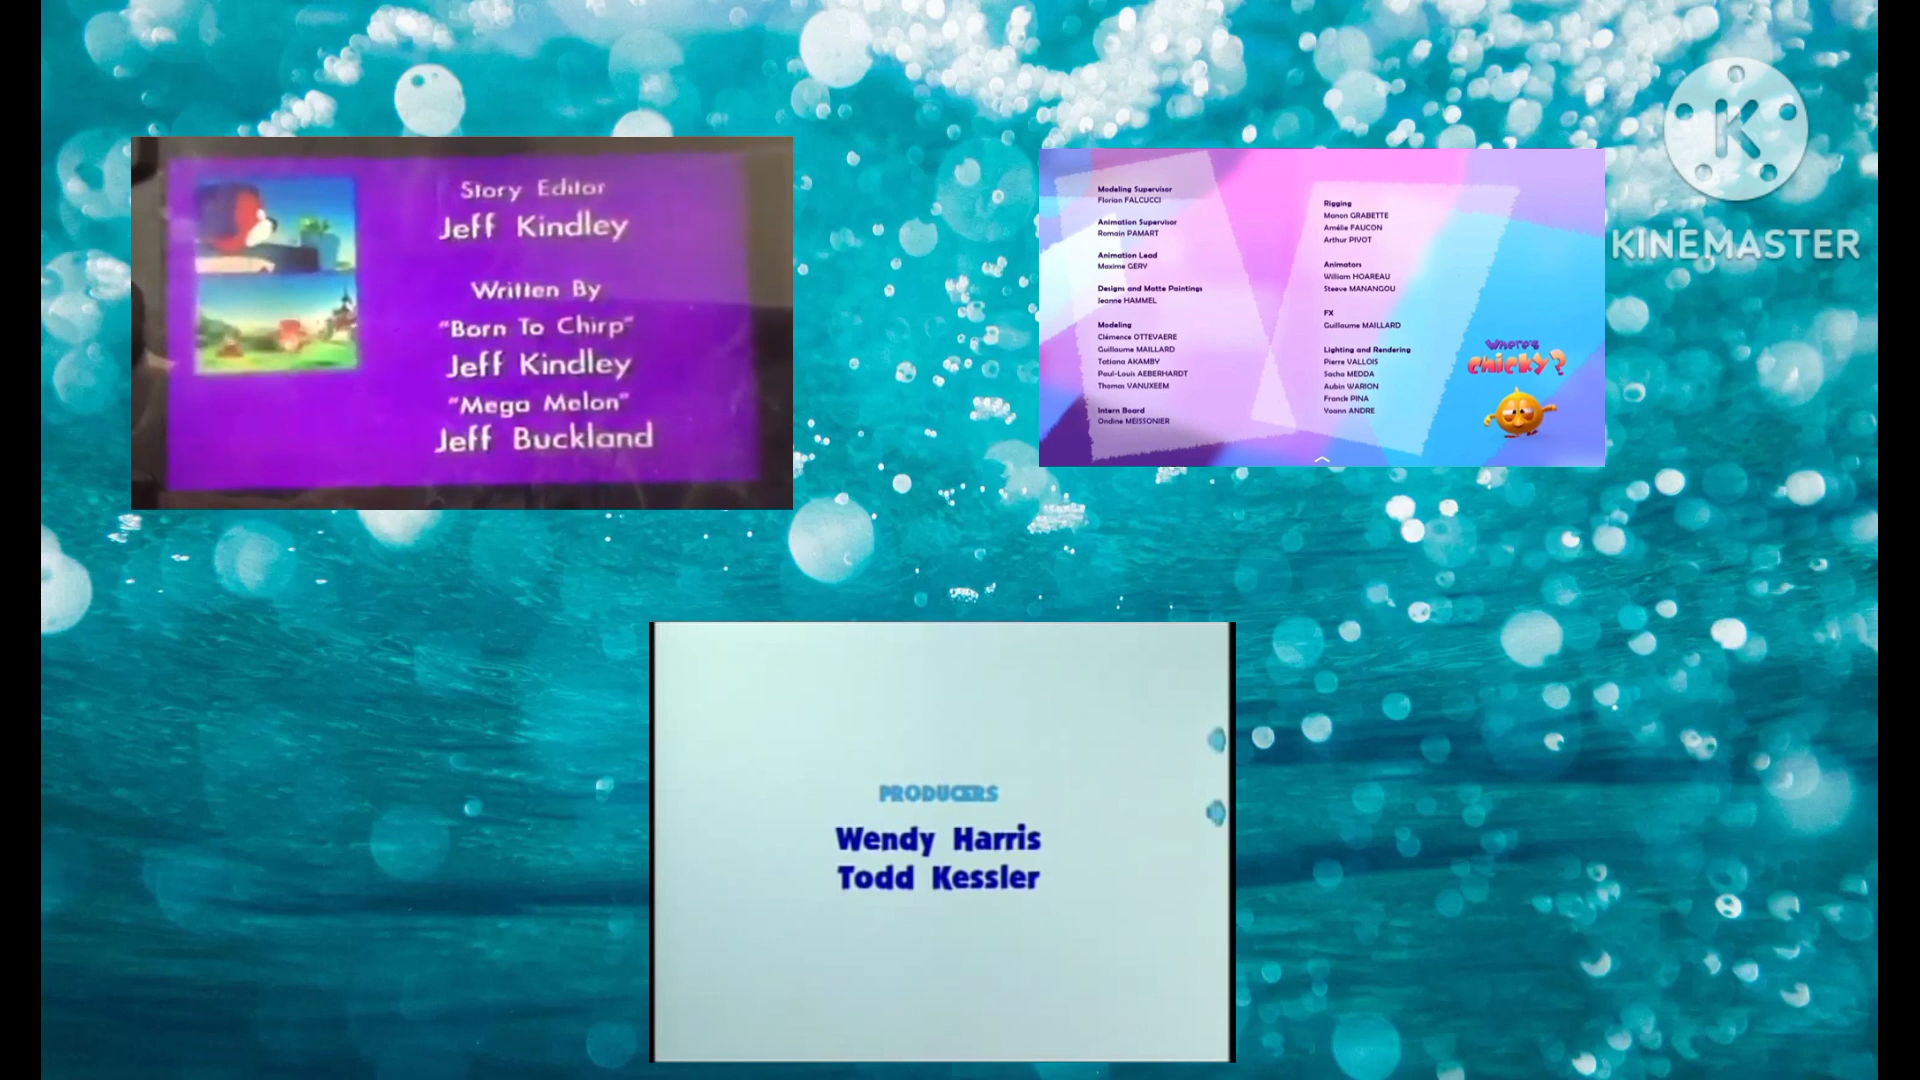 Story Editor
Jeff Kindley
Written By
"Born To Chirp"
Jeff Kindley
"Mega Melon"
Jeff Buckland
Modeling Supervisor
Florian FALCUCCI
Animation Supervisor
Romain PAMART
Animation Lead
Maxime GERV
Designs and Matte Paintings
Jeanne HAMMEL
Modeling
Clémence OTTEVAERE
Guillaume MAILLARD
Tatiana AKAMBY
Paul-Louis AEBERHARDT
Thomas VANUXEEM
Intern Board
Ondine MEISSONIER
Rigging
Manon GRABETTE
Amélie FAUCON
Arthur PIVOT
Animators
William HOAREAU
Steeve MANANGOU
FX
Guillaume MAILLARD
Lighting and Rendering
Pierre VALLOIS
Sacha MEDDA
Aubin WARION
Franck PINA
Yoann ANDRE
WHERE'S
CHICKY?
K
KINEMASTER
PRODUCERS
Wendy Harris
Todd Kessler